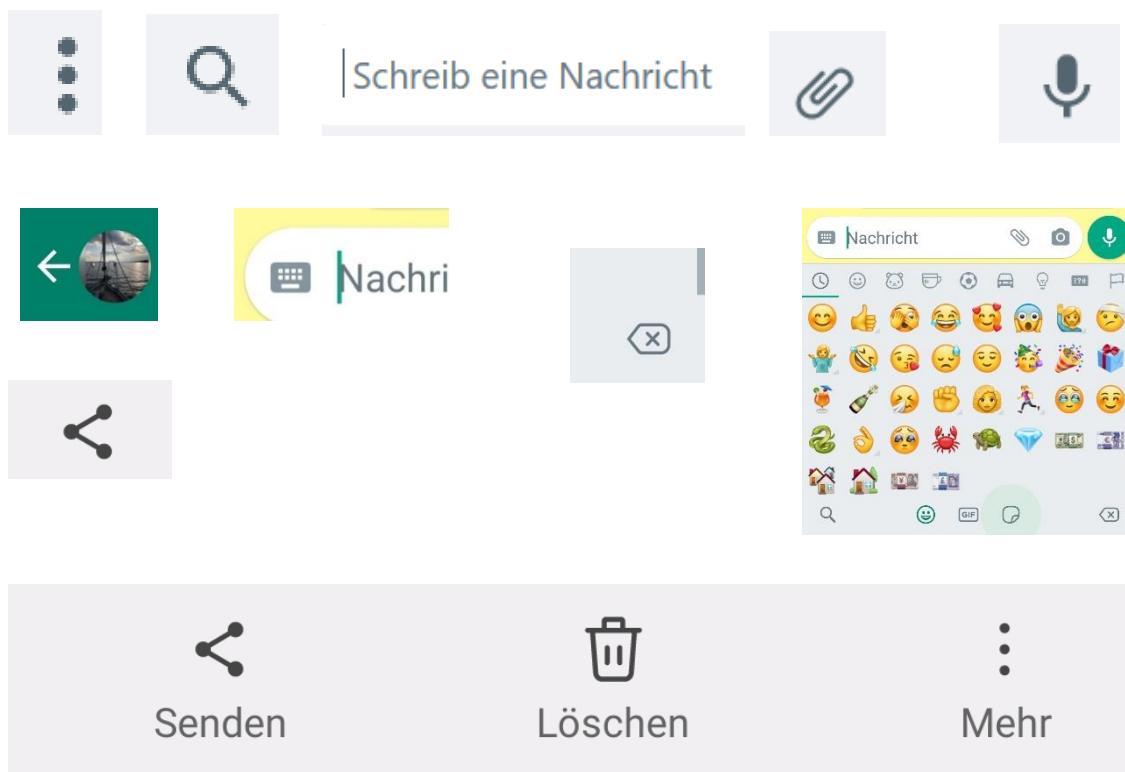 Schreib eine Nachricht
Nachri
Nachricht
GIF
Senden Löschen Mehr